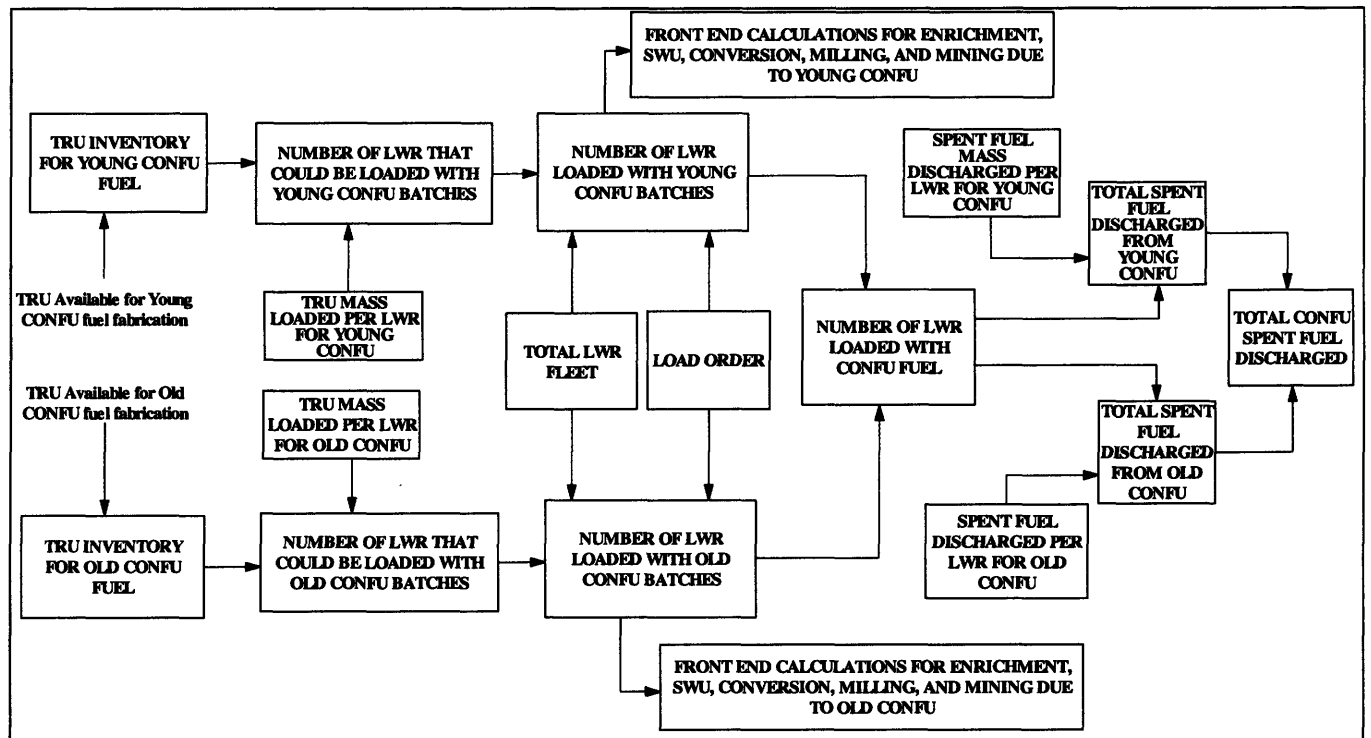 FRONT END CALCULATIONS FOR ENRICHMENT,
SWU, CONVERSION, MILLING, AND MINING DUE
TO YOUNG CONFU
TRU INVENTORY
FOR YOUNG CONFU
FUEL
NUMBER OF LWR THAT
COULD BE LOADED WITH
YOUNG CONFU BATCHES
NUMBER OF LWR
LOADED WITH YOUNG
CONFU BATCHES
SPENT FUEL
MASS
DISCHARGED PER
LWR FOR YOUNG
CONFU
TOTAL SPENT
FUEL
DISCHARGED
FROM
YOUNG
CONFU
TRU Available for Young
CONFU fuel fabrication
TRU MASS
LOADED PER LWR
FOR YOUNG
CONFU
TOTAL LWR
FLEET
LOAD ORDER
NUMBER OF LWR
LOADED WITH
CONFU FUEL
TOTAL CONFU
SPENT FUEL
DISCHARGED
TRU Available for Old
CONFU fuel fabrication
TRU MASS
LOADED PER LWR
FOR OLD CONFU
TOTAL SPENT
FUEL
DISCHARGED
FROM OLD
CONFU
TRU INVENTORY
FOR OLD CONFU
FUEL
NUMBER OF LWR THAT
COULD BE LOADED WITH
OLD CONFU BATCHES
NUMBER OF LWR
LOADED WITH OLD
CONFU BATCHES
SPENT FUEL
DISCHARGED PER
LWR FOR OLD
CONFU
FRONT END CALCULATIONS FOR ENRICHMENT,
SWU, CONVERSION, MILLING, AND MINING DUE
TO OLD CONFU